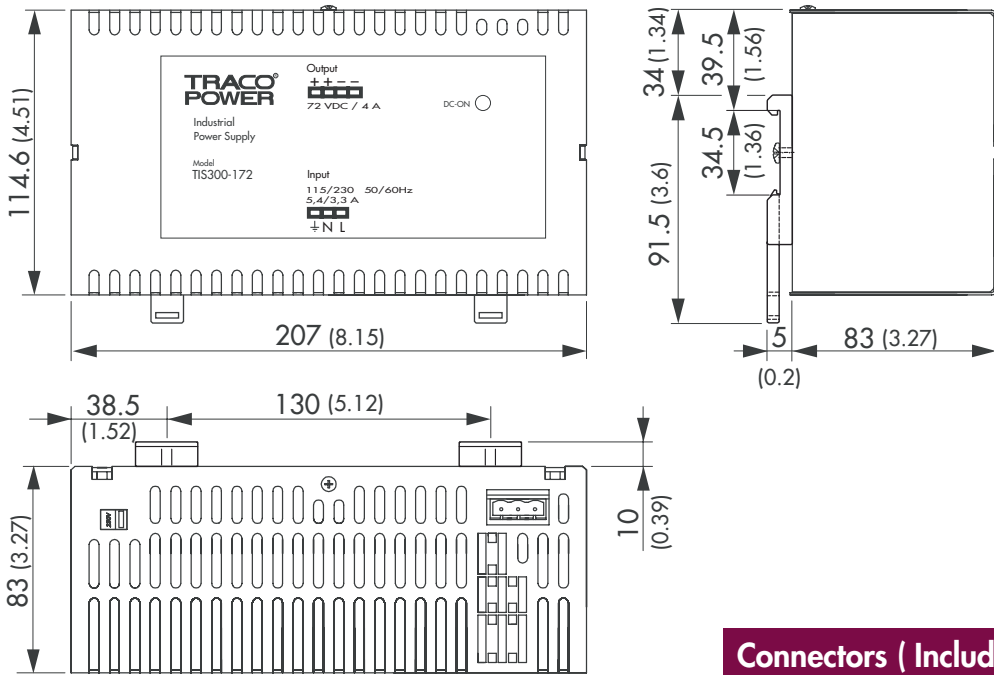 TRACO®
POWER
Industrial
Power Supply
Model
TIS300-172
Output
++--
72 VDC / 4 A
DC-ON
Input
115/230 50/60Hz
5,4/3,3 A
⏚ N L
114.6 (4.51)
207 (8.15)
34 (1.34)
39.5
(1.56)
34.5
(1.36)
91.5 (3.6)
5
(0.2)
83 (3.27)
38.5
(1.52)
130 (5.12)
10
(0.39)
83 (3.27)
230V
Connectors ( Includ